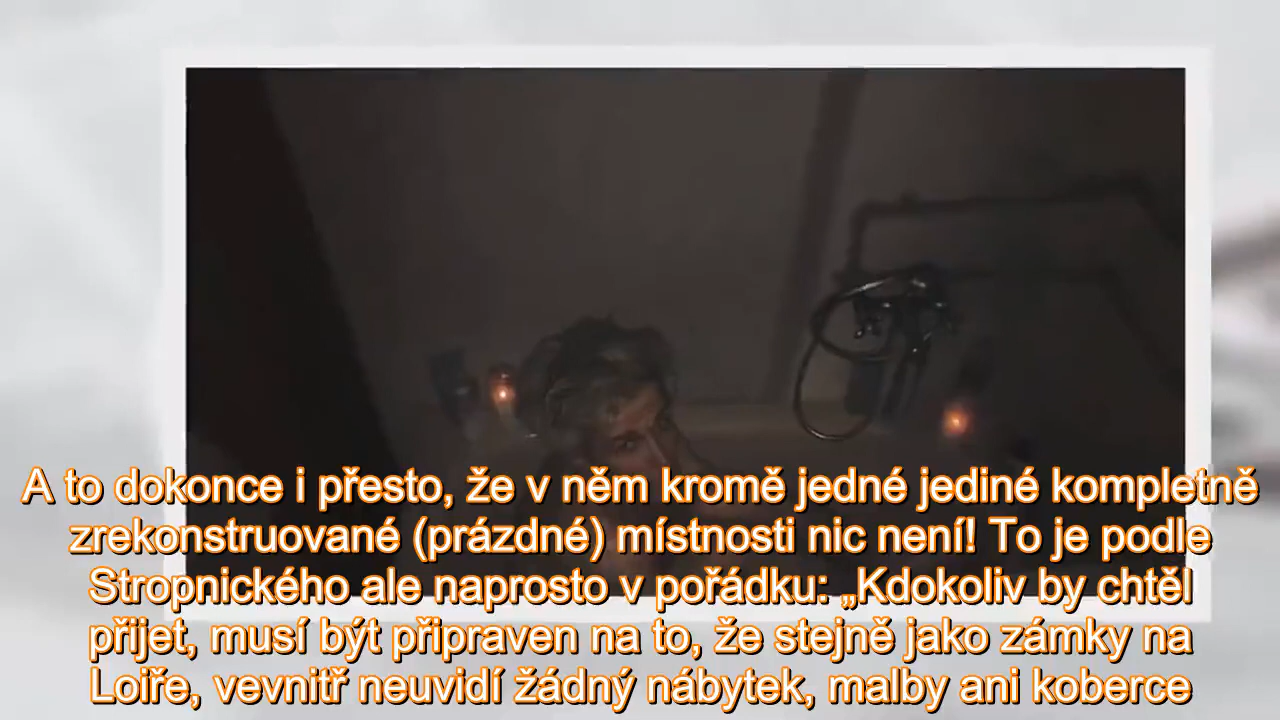 A to dokonce i přesto, že v něm kromě jedné jediné kompletně
zrekonstruované (prázdné) místnosti nic není! To je podle
Stropnického ale naprosto v pořádku: „Kdokoliv by chtěl
přijet, musí být připraven na to, že stejně jako zámky na
Loiře, vevnitř neuvidí žádný nábytek, malby ani koberce